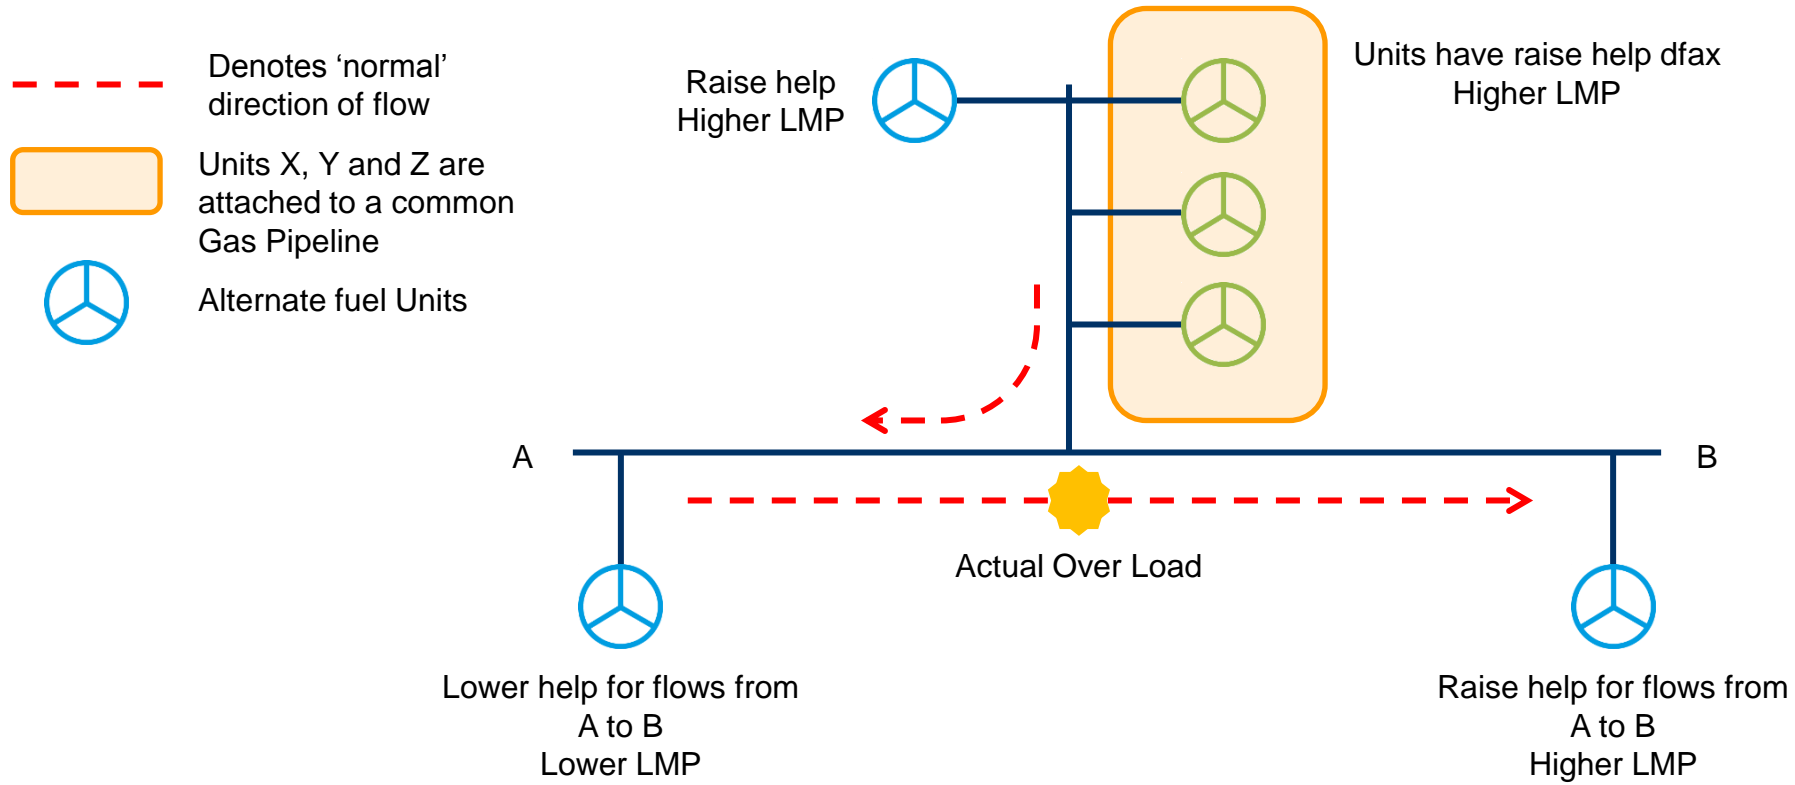 Denotes ‘normal’
direction of flow
Units X, Y and Z are
attached to a common
Gas Pipeline
Alternate fuel Units
Raise help
Higher LMP
Units have raise help dfax
Higher LMP
A
B
Actual Over Load
Lower help for flows from
A to B
Lower LMP
Raise help for flows from
A to B
Higher LMP